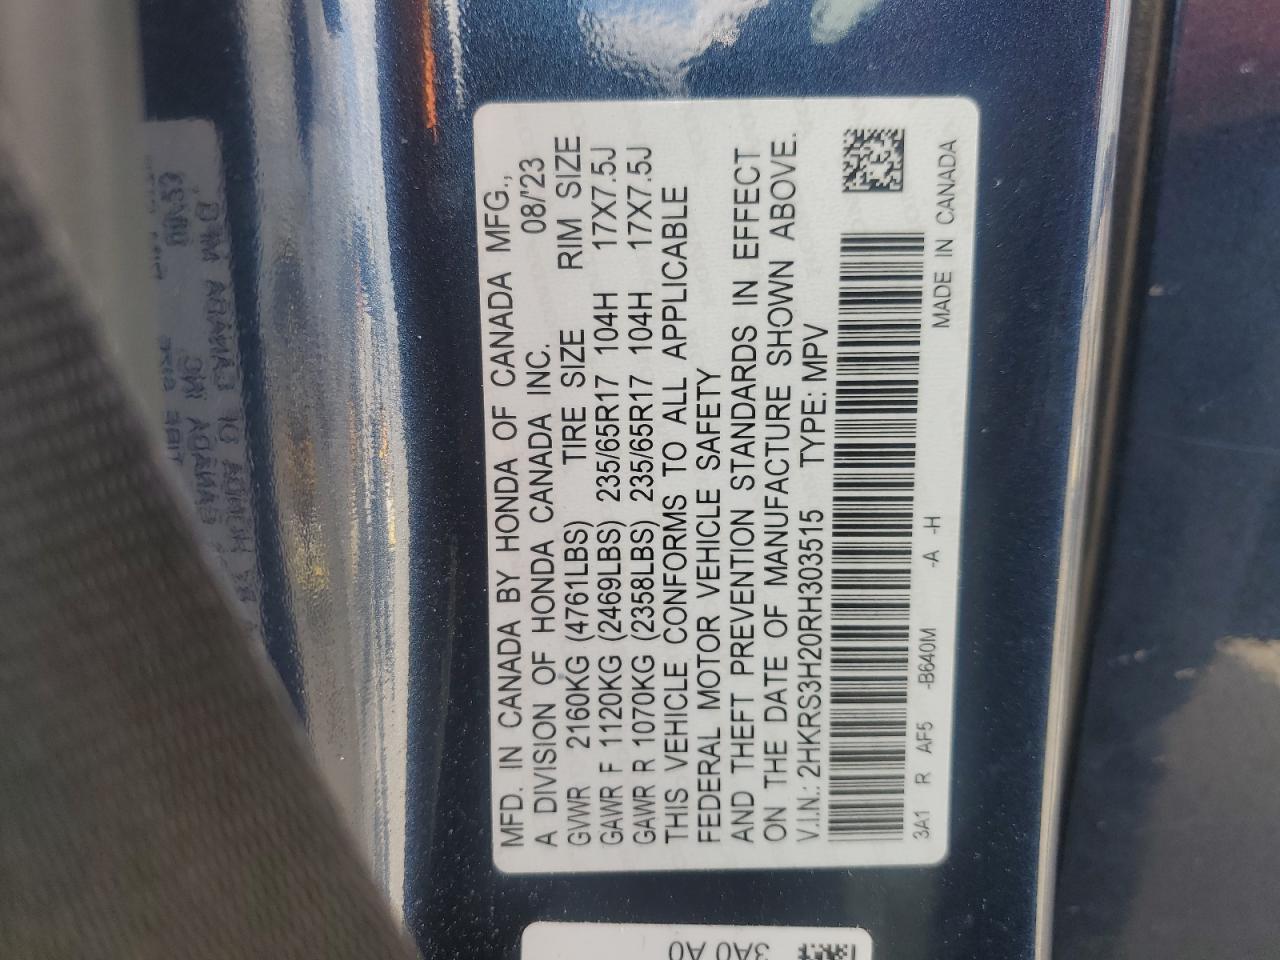 MFD. IN CANADA BY HONDA OF CANADA MFG.,
A DIVISION OF HONDA CANADA INC. 08/'23
GVWR 2160KG (4761LBS) TIRE SIZE RIM SIZE
GAWR F 1120KG (2469LBS) 235/65R17 104H 17X7.5J
GAWR R 1070KG (2358LBS) 235/65R17 104H 17X7.5J
THIS VEHICLE CONFORMS TO ALL APPLICABLE
FEDERAL MOTOR VEHICLE SAFETY
AND THEFT PREVENTION STANDARDS IN EFFECT
ON THE DATE OF MANUFACTURE SHOWN ABOVE.
V.I.N.: 2HKRS3H20RH303515 TYPE: MPV
3A1 R AF5 -B640M -A -H MADE IN CANADA
3A0 A0